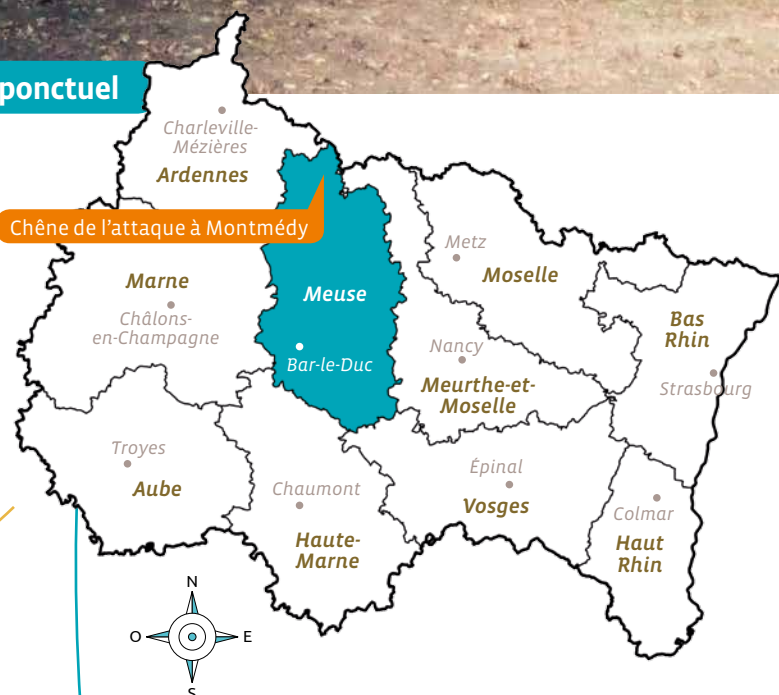 ponctuel
Charleville-
Mézières
Ardennes
Chêne de l'attaque à Montmédy
Metz
Moselle
Marne
Meuse
Châlons-
en-Champagne
Bas
Rhin
Nancy
Bar-le-Duc
Meurthe-et-
Moselle
Strasbourg
Troyes
Aube
Épinal
Vosges
Chaumont
Colmar
Haute-
Marne
Haut
Rhin
N
O
E
S